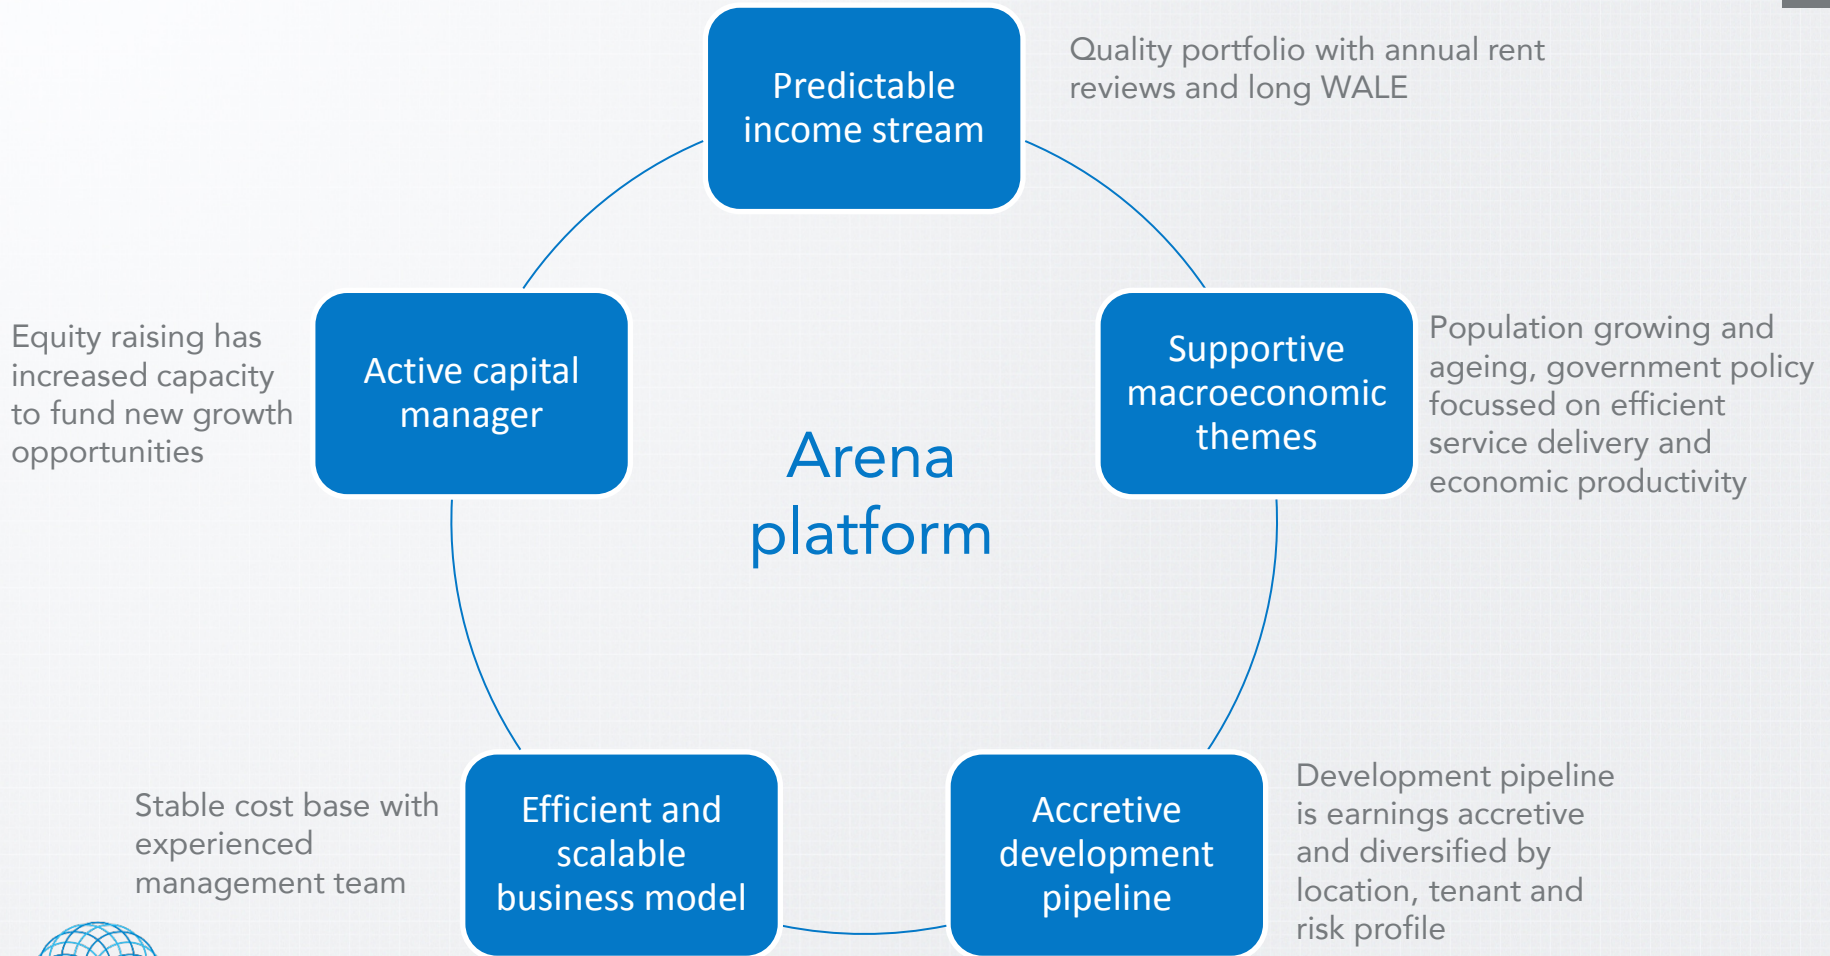 Predictable
income stream
Quality portfolio with annual rent
reviews and long WALE
Supportive
macroeconomic
themes
Population growing and
ageing, government policy
focussed on efficient
service delivery and
economic productivity
Accretive
development
pipeline
Development pipeline
is earnings accretive
and diversified by
location, tenant and
risk profile
Efficient and
scalable
business model
Stable cost base with
experienced
management team
Active capital
manager
Equity raising has
increased capacity
to fund new growth
opportunities
Arena
platform